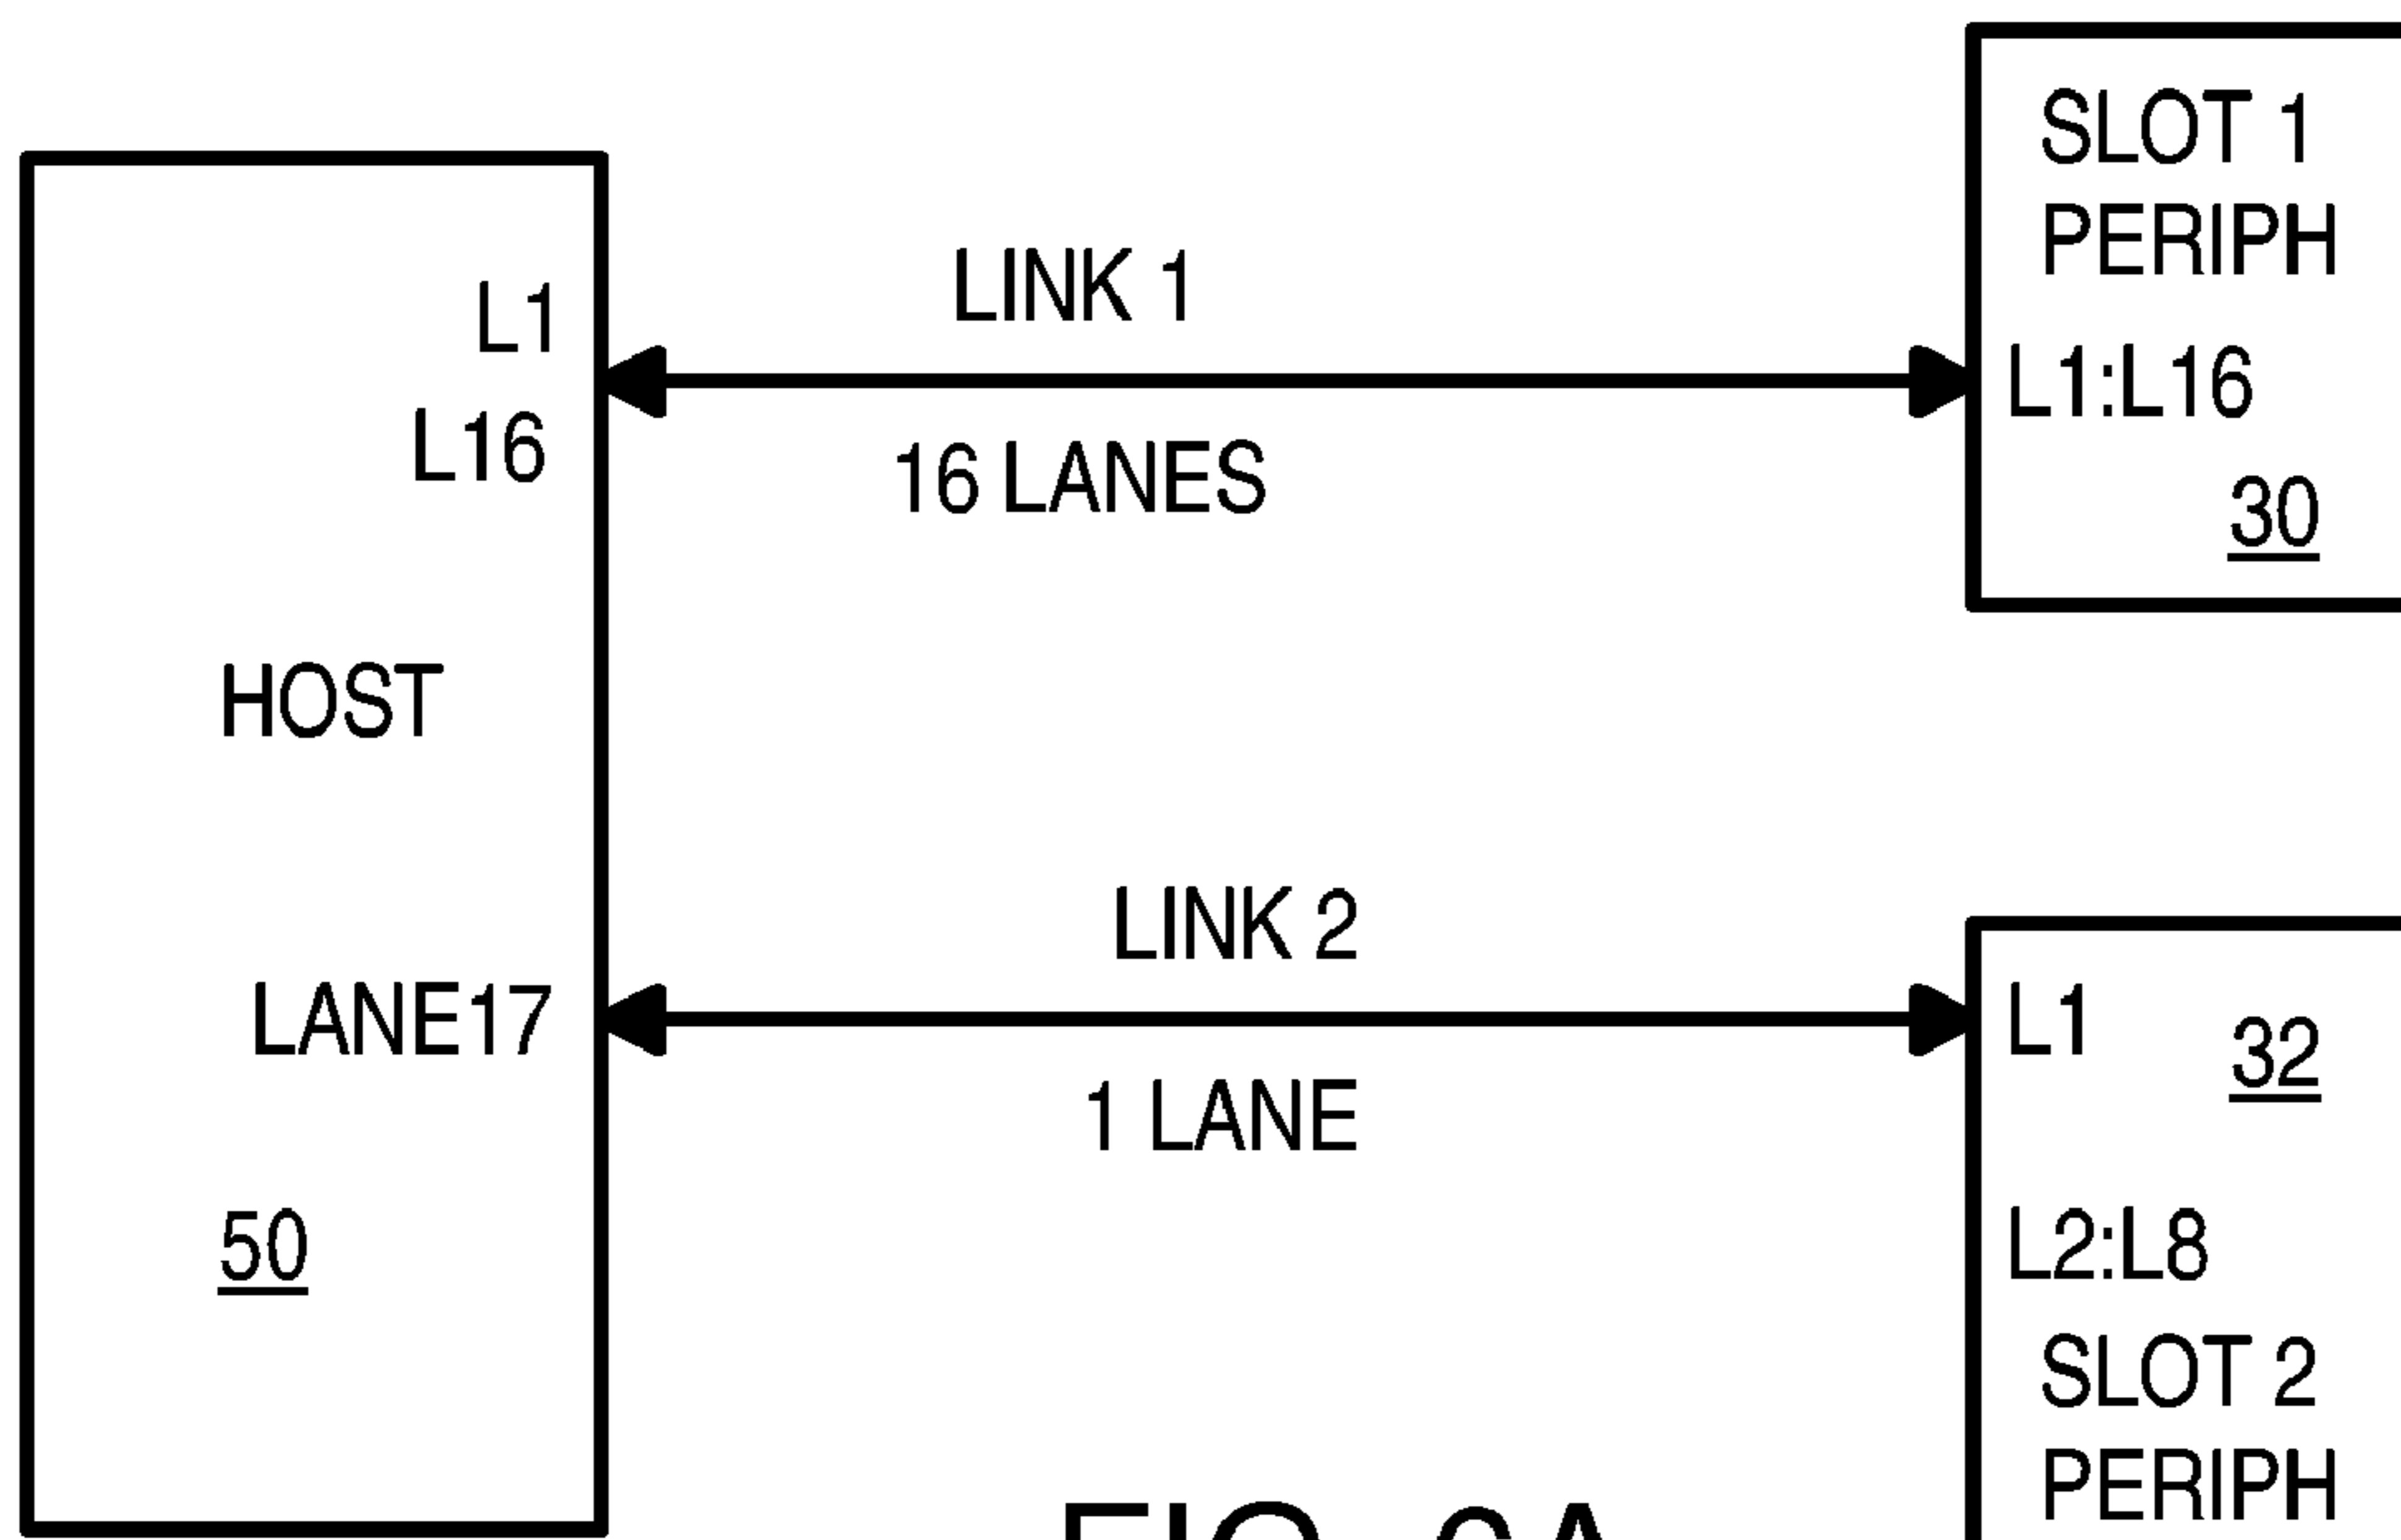 L1
L16
HOST
LANE17
50
LINK 1
16 LANES
LINK 2
1 LANE
SLOT 1
PERIPH
L1:L16
30
L1
32
L2:L8
SLOT 2
PERIPH